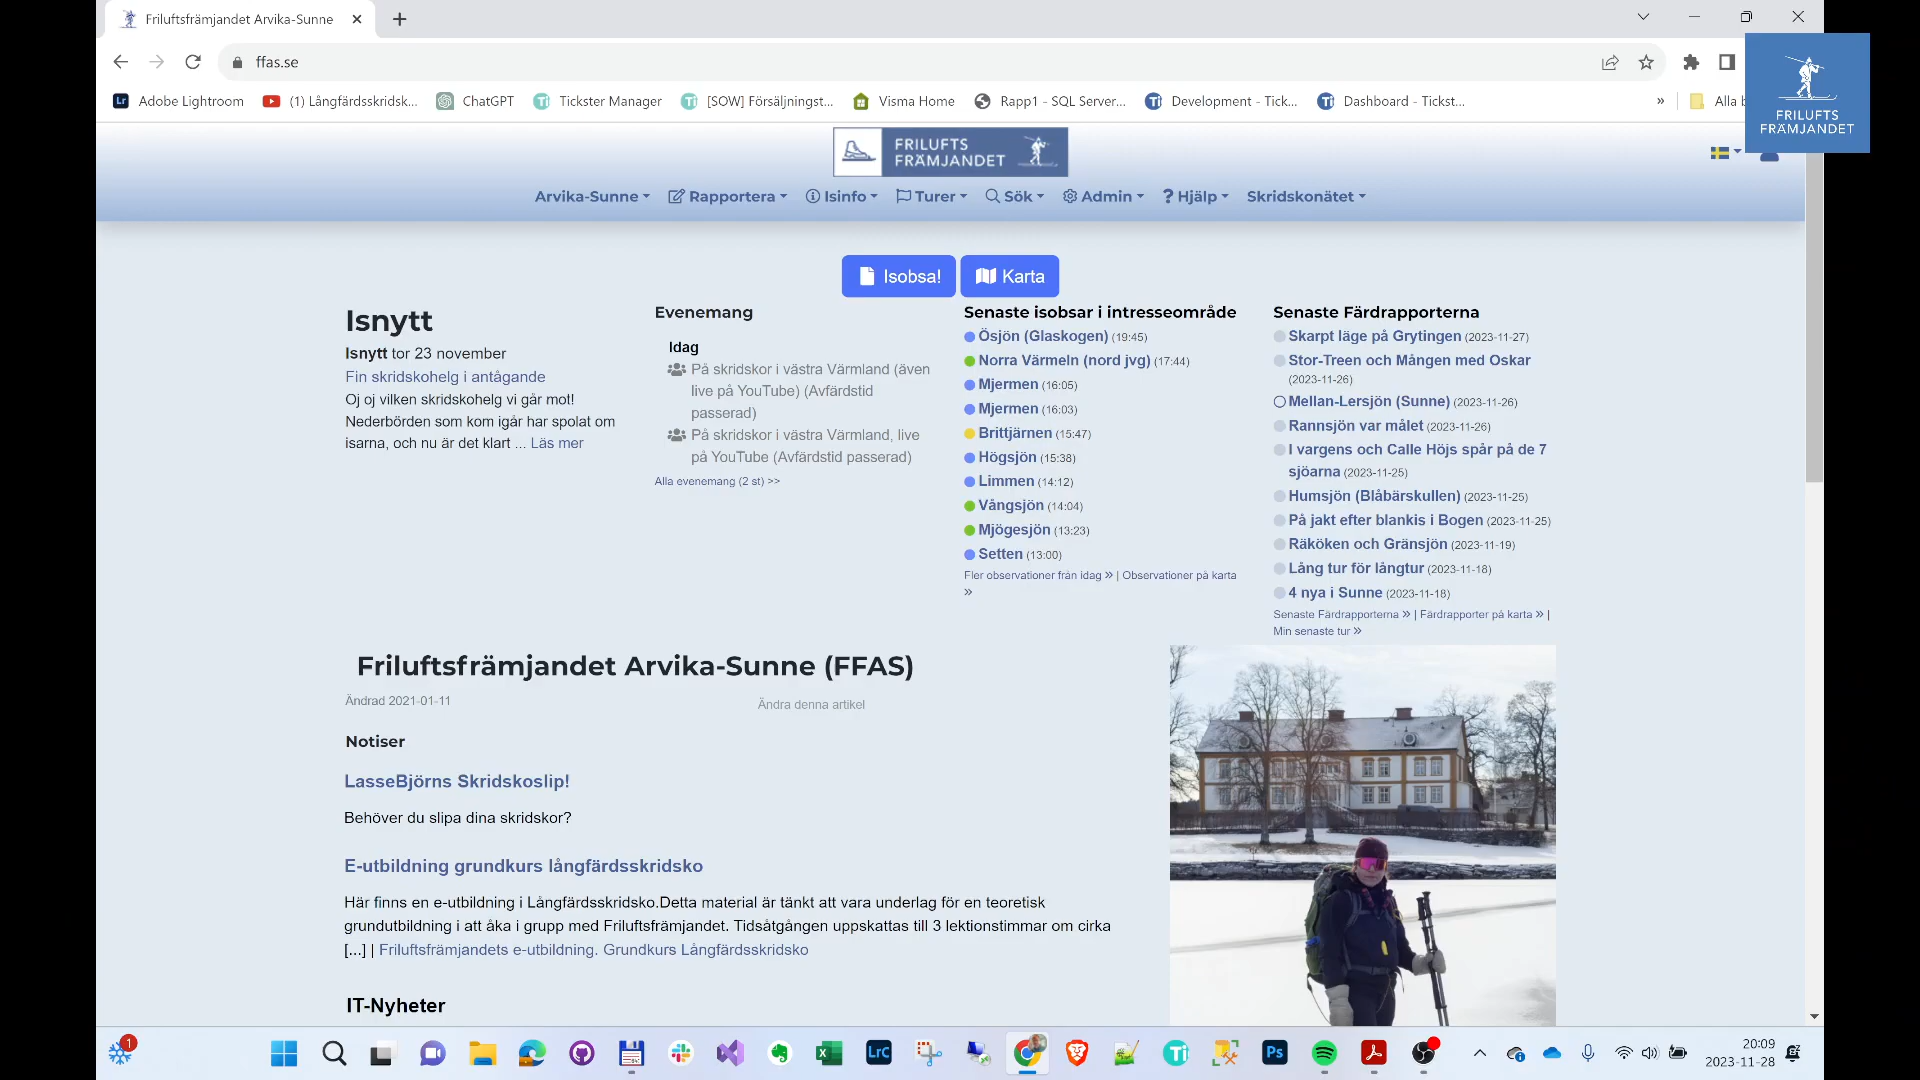 Friluftsfrämjandet Arvika-Sunne
ffas.se
Adobe Lightroom
(1) Långfärdsskridsk...
ChatGPT
Tickster Manager
[SOW] Försäljningst...
Visma Home
Rapp1 - SQL Server...
Development - Tick...
Dashboard - Tickst...
»
Alla b
FRILUFTS
FRÄMJANDET
FRILUFTS
FRÄMJANDET
Arvika-Sunne
Rapportera
Isinfo
Turer
Sök
Admin
Hjälp
Skridskonätet
Isobsa!
Karta
Isnytt
Isnytt tor 23 november
Fin skridskohelg i antågande
Oj oj vilken skridskohelg vi går mot!
Nederbörden som kom igår har spolat om
isarna, och nu är det klart ... Läs mer
Evenemang
Idag
På skridskor i västra Värmland (även
live på YouTube) (Avfärdstid
passerad)
På skridskor i västra Värmland, live
på YouTube (Avfärdstid passerad)
Alla evenemang (2 st) >>
Senaste isobsar i intresseområde
Ösjön (Glaskogen) (19:45)
Norra Värmeln (nord jvg) (17:44)
Mjermen (16:05)
Mjermen (16:03)
Brittjärnen (15:47)
Högsjön (15:38)
Limmen (14:12)
Vångsjön (14:04)
Mjögesjön (13:23)
Setten (13:00)
Fler observationer från idag » | Observationer på karta
»
Senaste Färdrapporterna
Skarpt läge på Grytingen (2023-11-27)
Stor-Treen och Mången med Oskar
(2023-11-26)
Mellan-Lersjön (Sunne) (2023-11-26)
Rannsjön var målet (2023-11-26)
I vargens och Calle Höjs spår på de 7
sjöarna (2023-11-25)
Humsjön (Blåbärskullen) (2023-11-25)
På jakt efter blankis i Bogen (2023-11-25)
Räköken och Gränsjön (2023-11-19)
Lång tur för långtur (2023-11-18)
4 nya i Sunne (2023-11-18)
Senaste Färdrapporterna » | Färdrapporter på karta » |
Min senaste tur »
Friluftsfrämjandet Arvika-Sunne (FFAS)
Ändrad 2021-01-11
Ändra denna artikel
Notiser
LasseBjörns Skridskoslip!
Behöver du slipa dina skridskor?
E-utbildning grundkurs långfärdsskridsko
Här finns en e-utbildning i Långfärdsskridsko.Detta material är tänkt att vara underlag för en teoretisk
grundutbildning i att åka i grupp med Friluftsfrämjandet. Tidsåtgången uppskattas till 3 lektionstimmar om cirka
[...] | Friluftsfrämjandets e-utbildning. Grundkurs Långfärdsskridsko
IT-Nyheter
1
LrC
Ps
20:09
2023-11-28